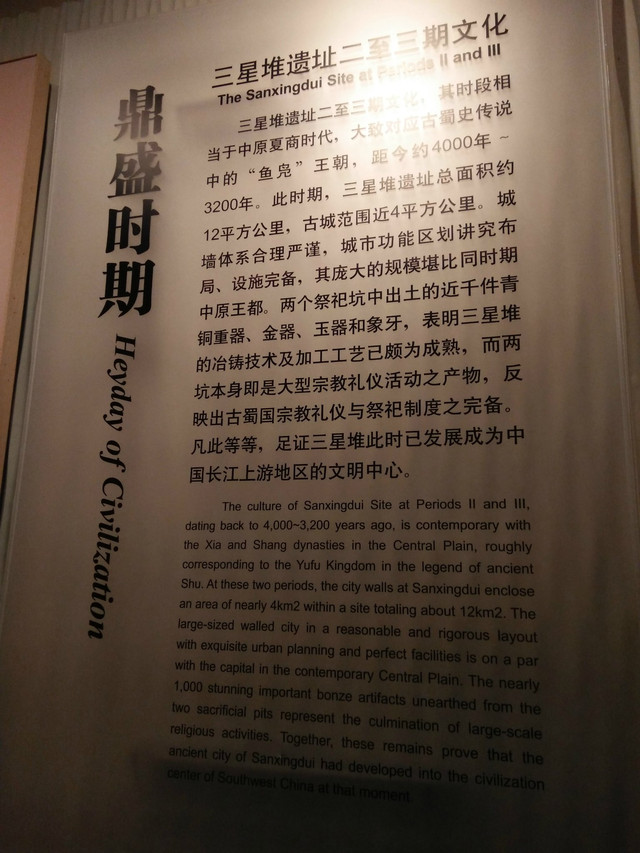 鼎盛时期
Heyday of Civilization
三星堆遗址二至三期文化
The Sanxingdui Site at Periods II and III
三星堆遗址二至三期文化，其时段相
当于中原夏商时代，大致对应古蜀史传说
中的“鱼凫”王朝，距今约4000年～
3200年。此时期，三星堆遗址总面积约
12平方公里，古城范围近4平方公里。城
墙体系合理严谨，城市功能区划讲究布
局、设施完备，其庞大的规模堪比同时期
中原王都。两个祭祀坑中出土的近千件青
铜重器、金器、玉器和象牙，表明三星堆
的冶铸技术及加工工艺已颇为成熟，而两
坑本身即是大型宗教礼仪活动之产物，反
映出古蜀国宗教礼仪与祭祀制度之完备。
凡此等等，足证三星堆此时已发展成为中
国长江上游地区的文明中心。
The culture of Sanxingdui Site at Periods II and III,
dating back to 4,000~3,200 years ago, is contemporary with
the Xia and Shang dynasties in the Central Plain, roughly
corresponding to the Yufu Kingdom in the legend of ancient
Shu. At these two periods, the city walls at Sanxingdui enclose
an area of nearly 4km2 within a site totaling about 12km2. The
large-sized walled city in a reasonable and rigorous layout
with exquisite urban planning and perfect facilities is on a par
with the capital in the contemporary Central Plain. The nearly
1,000 stunning important bonze artifacts unearthed from the
two sacrificial pits represent the culmination of large-scale
religious activities. Together, these remains prove that the
ancient city of Sanxingdui had developed into the civilization
center of Southwest China at that moment.